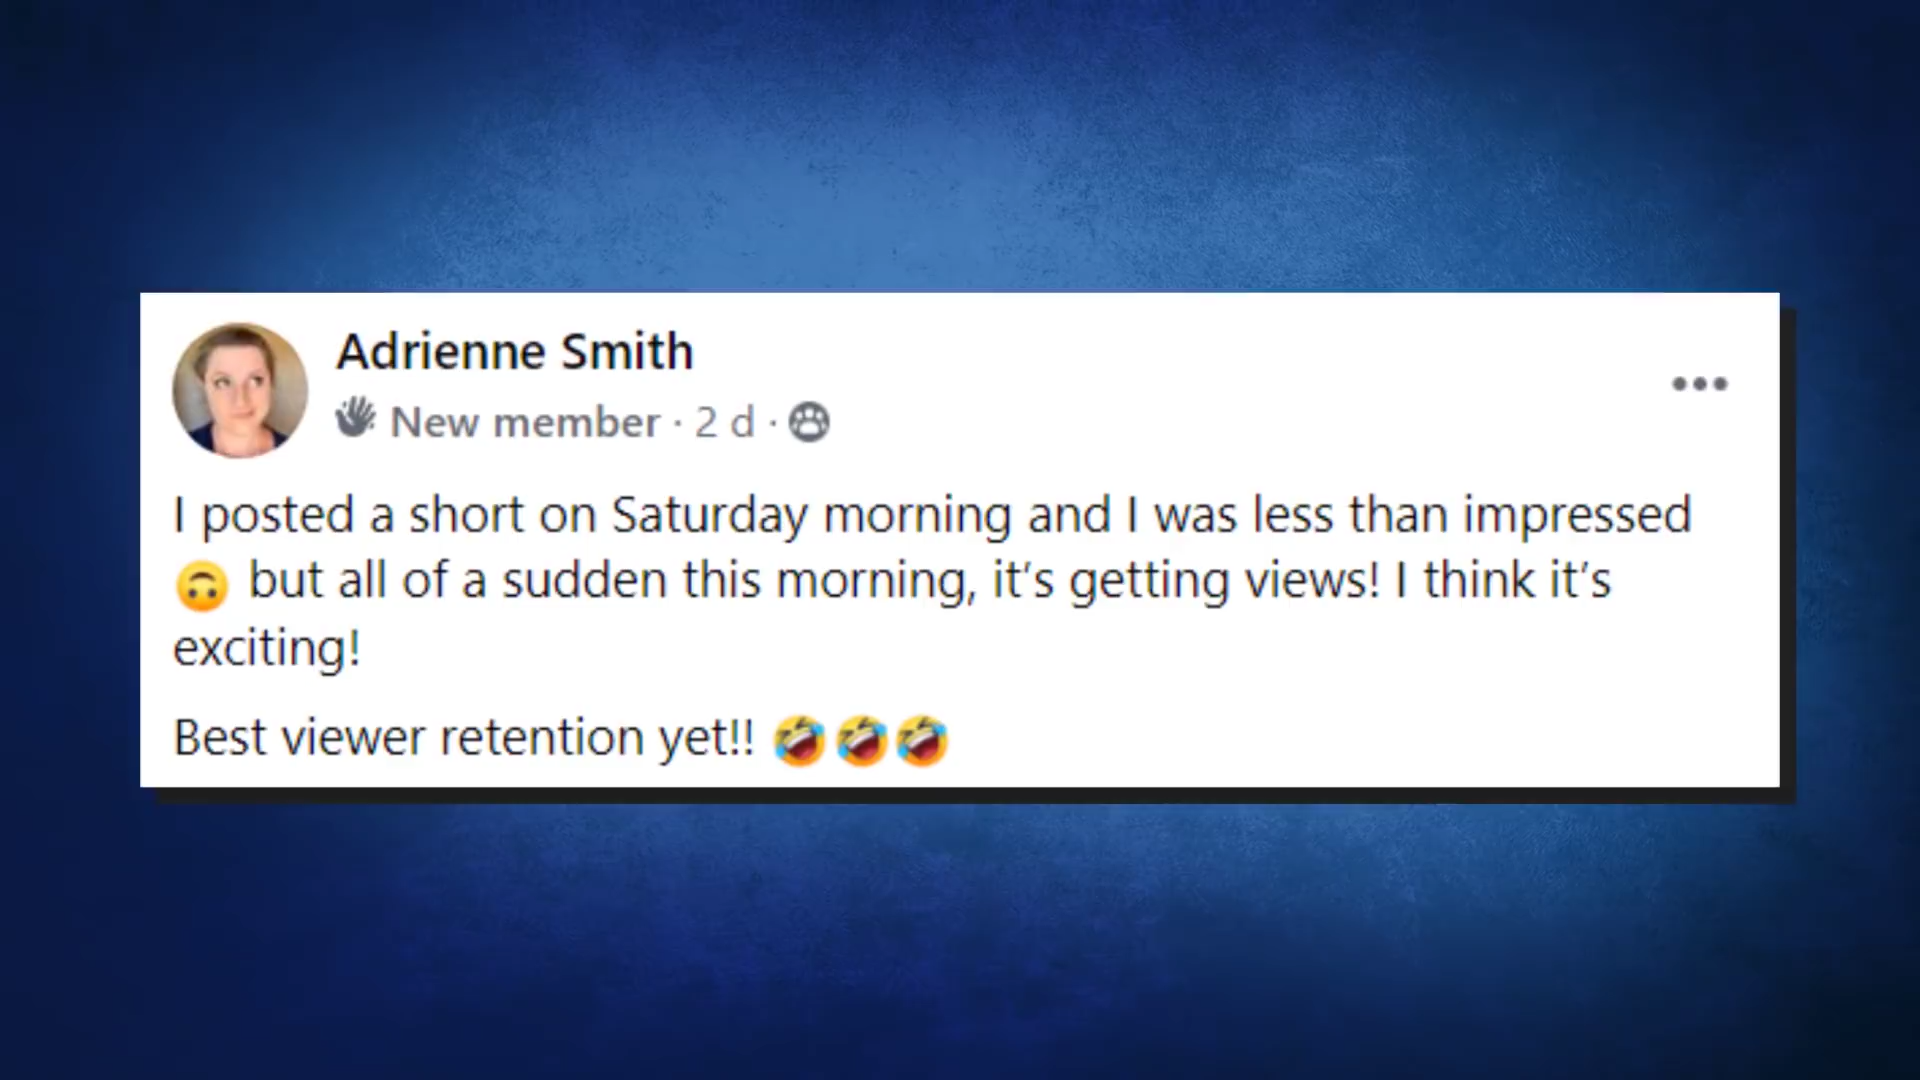 Adrienne Smith
New member · 2 d ·
I posted a short on Saturday morning and I was less than impressed
🙃 but all of a sudden this morning, it’s getting views! I think it’s
exciting!
Best viewer retention yet!! 🤣🤣🤣